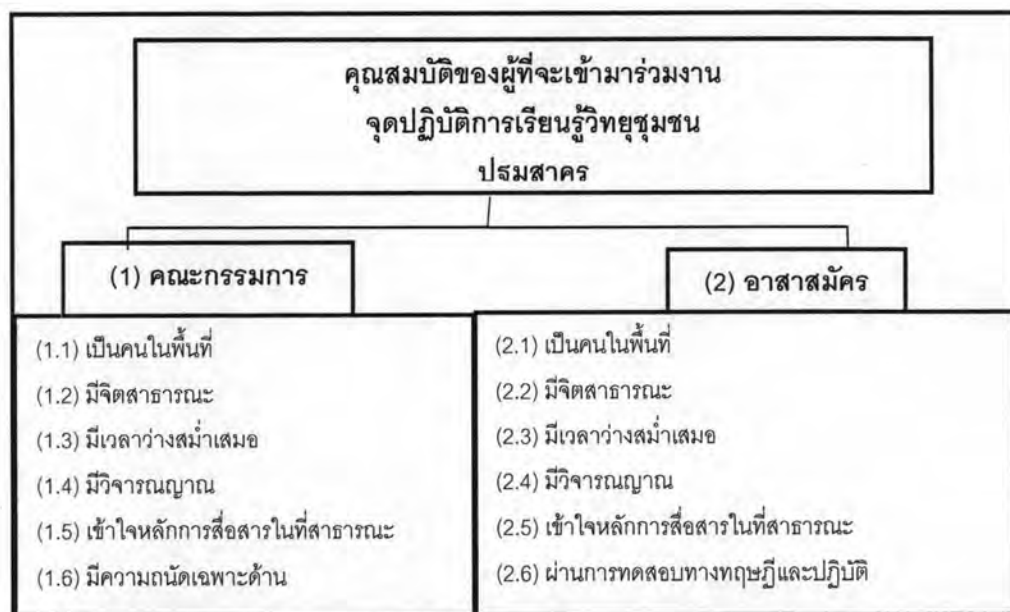 คุณสมบัติของผู้ที่จะเข้ามาร่วมงาน
จุดปฏิบัติการเรียนรู้วิทยุชุมชน
ปธมสาคร
(1) คณะกรรมการ
(1.1) เป็นคนในพื้นที่
(1.2) มีจิตสาธารณะ
(1.3) มีเวลาว่างสม่ำเสมอ
(1.4) มีวิจารณญาณ
(1.5) เข้าใจหลักการสื่อสารในที่สาธารณะ
(1.6) มีความถนัดเฉพาะด้าน
(2) อาสาสมัคร
(2.1) เป็นคนในพื้นที่
(2.2) มีจิตสาธารณะ
(2.3) มีเวลาว่างสม่ำเสมอ
(2.4) มีวิจารณญาณ
(2.5) เข้าใจหลักการสื่อสารในที่สาธารณะ
(2.6) ผ่านการทดสอบทางทฤษฎีและปฏิบัติ